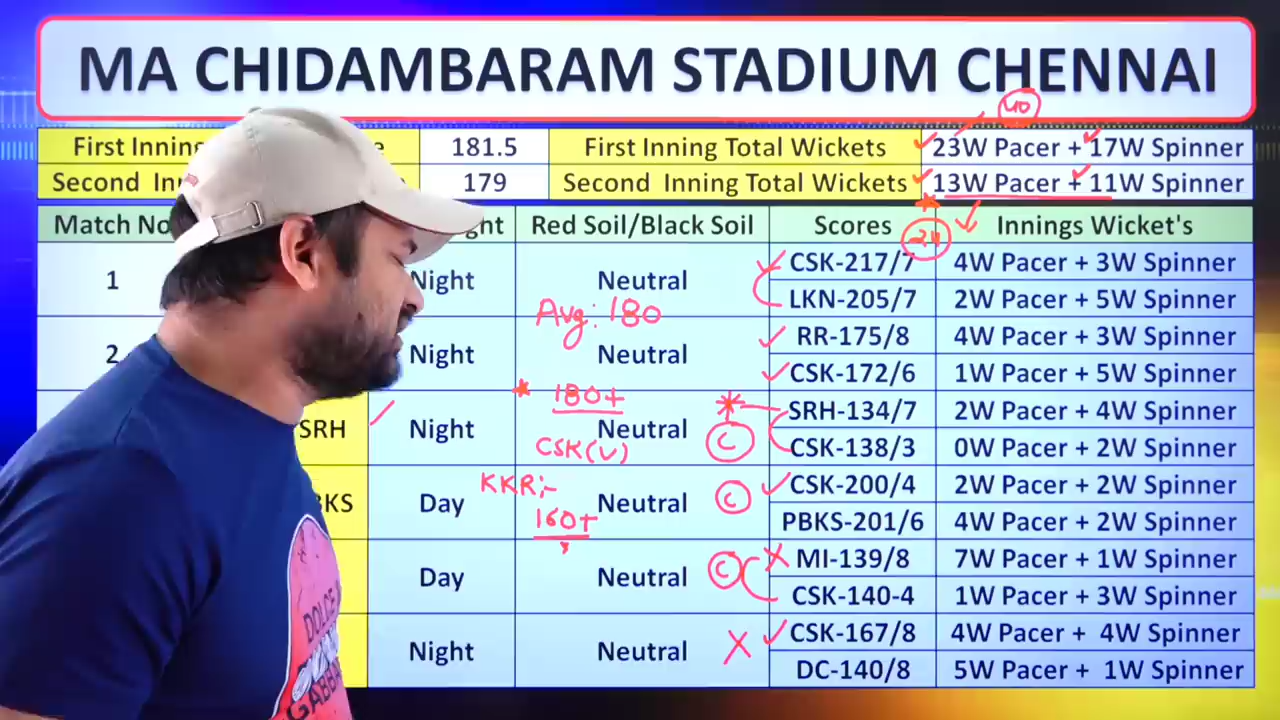 MA CHIDAMBARAM STADIUM CHENNAI
40
First Inning 181.5 First Inning Total Wickets 23W Pacer + 17W Spinner
Second In 179 Second Inning Total Wickets 13W Pacer + 11W Spinner
24
Match No Red Soil/Black Soil Scores Innings Wicket's
1 Night Neutral CSK-217/7 4W Pacer + 3W Spinner
LKN-205/7 2W Pacer + 5W Spinner
Avg: 180
2 Night Neutral RR-175/8 4W Pacer + 3W Spinner
CSK-172/6 1W Pacer + 5W Spinner
180+
SRH Night Neutral C SRH-134/7 2W Pacer + 4W Spinner
CSK-138/3 0W Pacer + 2W Spinner
CSK(V)
KKR:-
BKS Day Neutral C CSK-200/4 2W Pacer + 2W Spinner
PBKS-201/6 4W Pacer + 2W Spinner
160+
Day Neutral C MI-139/8 7W Pacer + 1W Spinner
CSK-140-4 1W Pacer + 3W Spinner
Night Neutral CSK-167/8 4W Pacer + 4W Spinner
DC-140/8 5W Pacer + 1W Spinner
DOLCE
GABBA